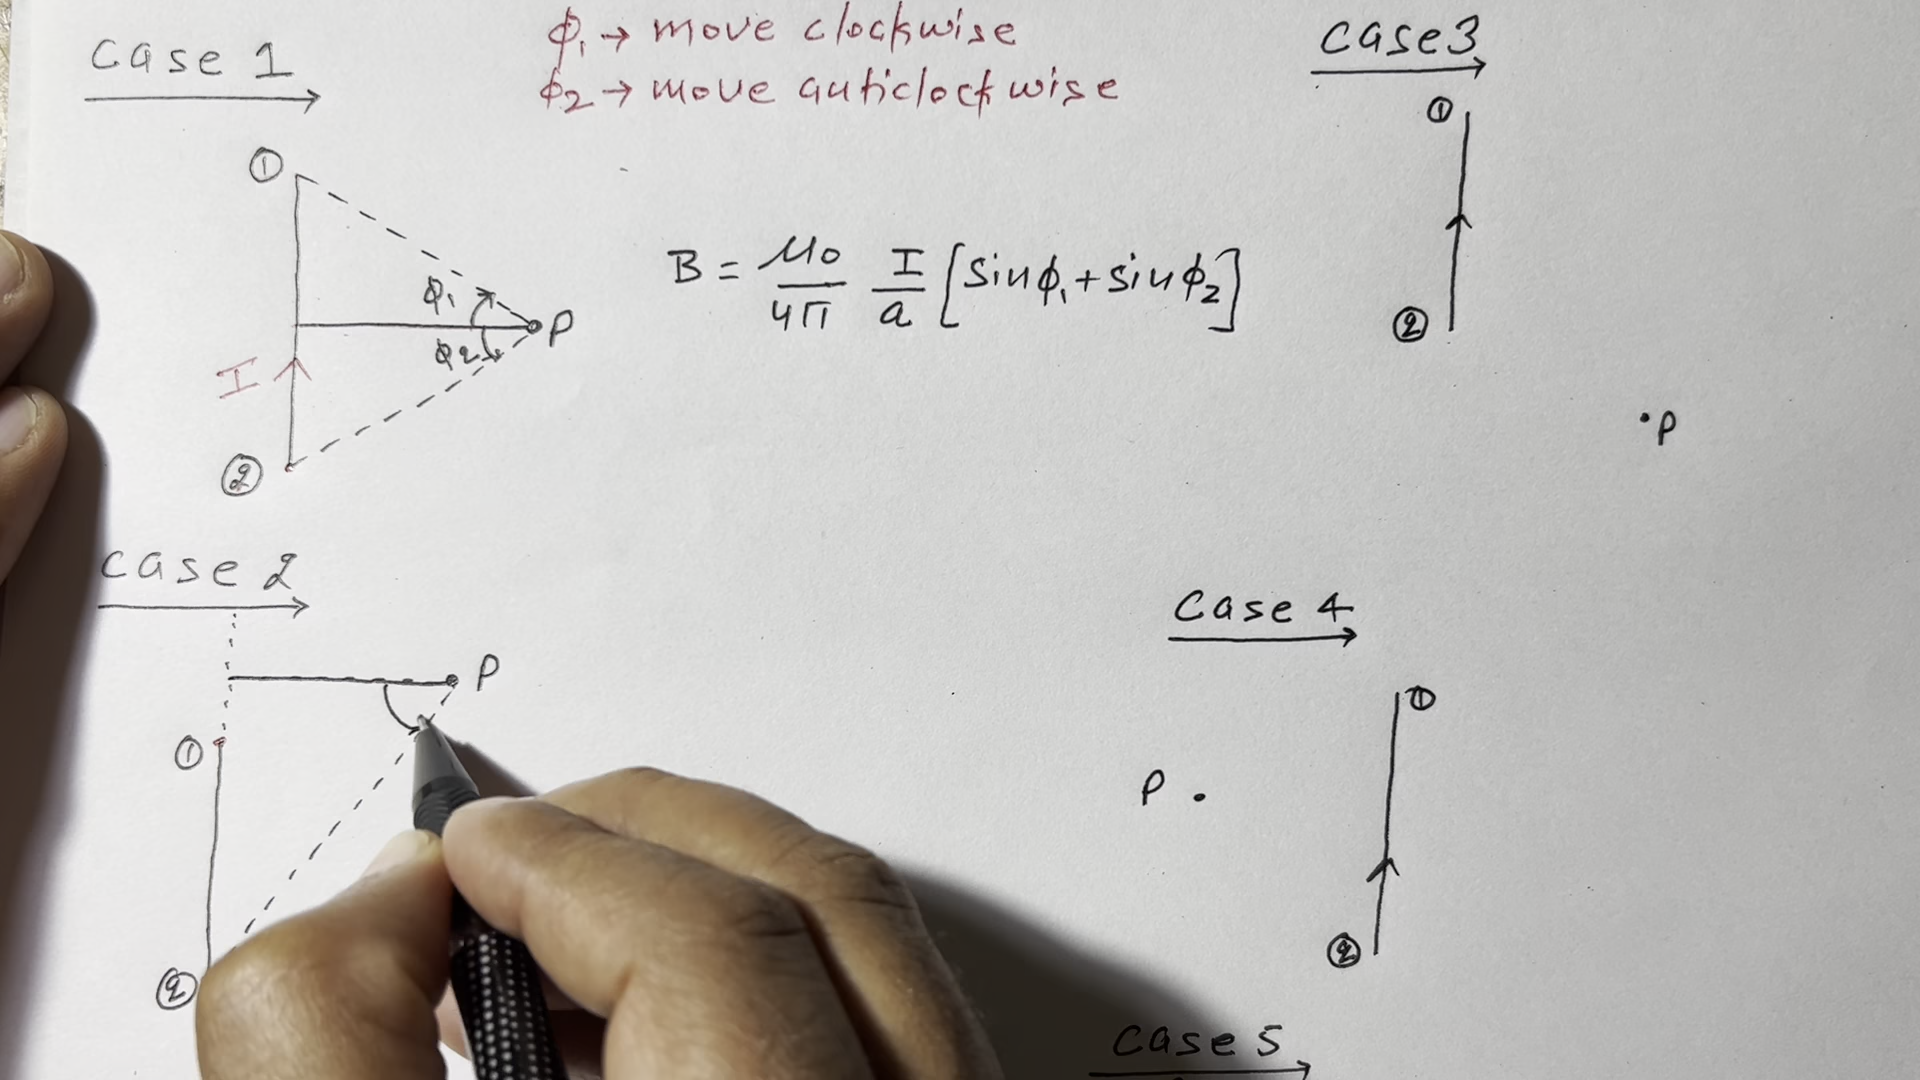 Case 1
ϕ₁ → move clockwise
ϕ₂ → move anticlockwise
①
ϕ₁
ϕ₂
P
I
②
B = μ₀/4π I/a [sinϕ₁ + sinϕ₂]
Case 2
P
①
②
Case3
①
②
P
Case 4
①
P
②
Case 5